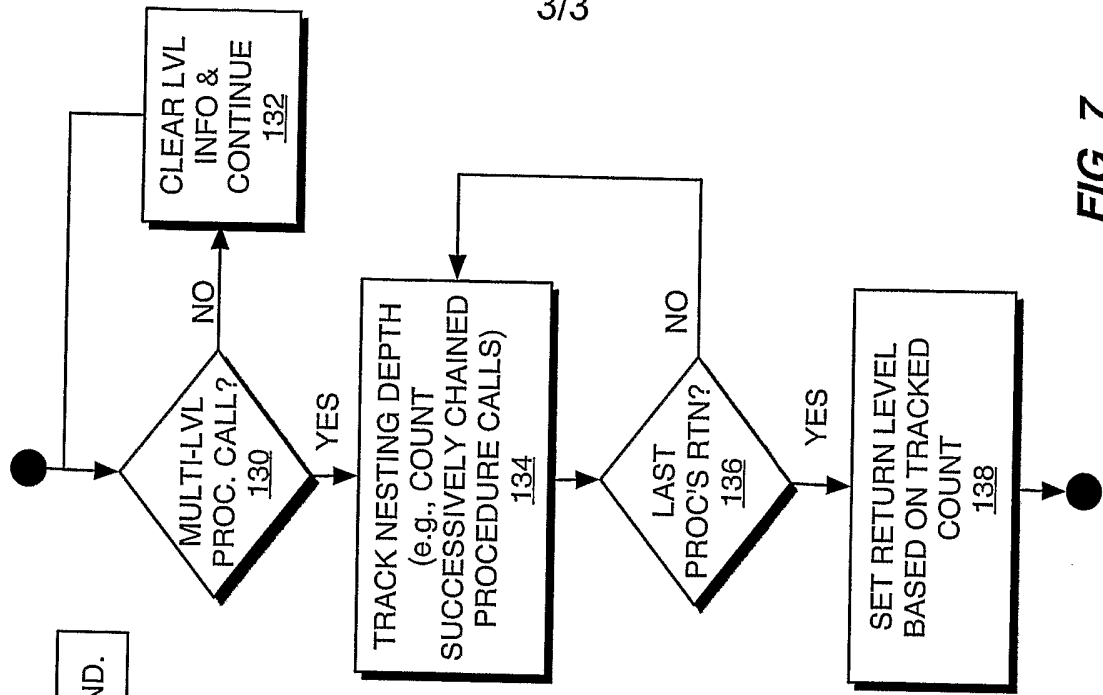 3/3
CLEAR LVL
INFO &
CONTINUE
132
MULTI-LVL
PROC. CALL?
130
NO
YES
TRACK NESTING DEPTH
(e.g., COUNT
SUCCESSIVELY CHAINED
PROCEDURE CALLS)
134
LAST
PROC'S RTN?
136
NO
YES
SET RETURN LEVEL
BASED ON TRACKED
COUNT
138
FIG. 7
ND.